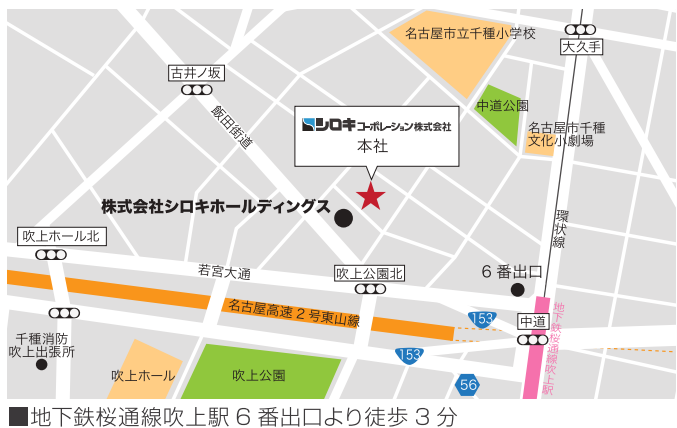 名古屋市立千種小学校
大久手
古井ノ坂
中道公園
飯田街道
シロキコーポレーション株式会社
本社
名古屋市千種
文化小劇場
株式会社シロキホールディングス
環状線
吹上ホール北
若宮大通
吹上公園北
6番出口
名古屋高速2号東山線
地下鉄桜通線吹上駅
153
中道
千種消防
吹上出張所
153
吹上ホール
吹上公園
56
■地下鉄桜通線吹上駅6番出口より徒歩3分